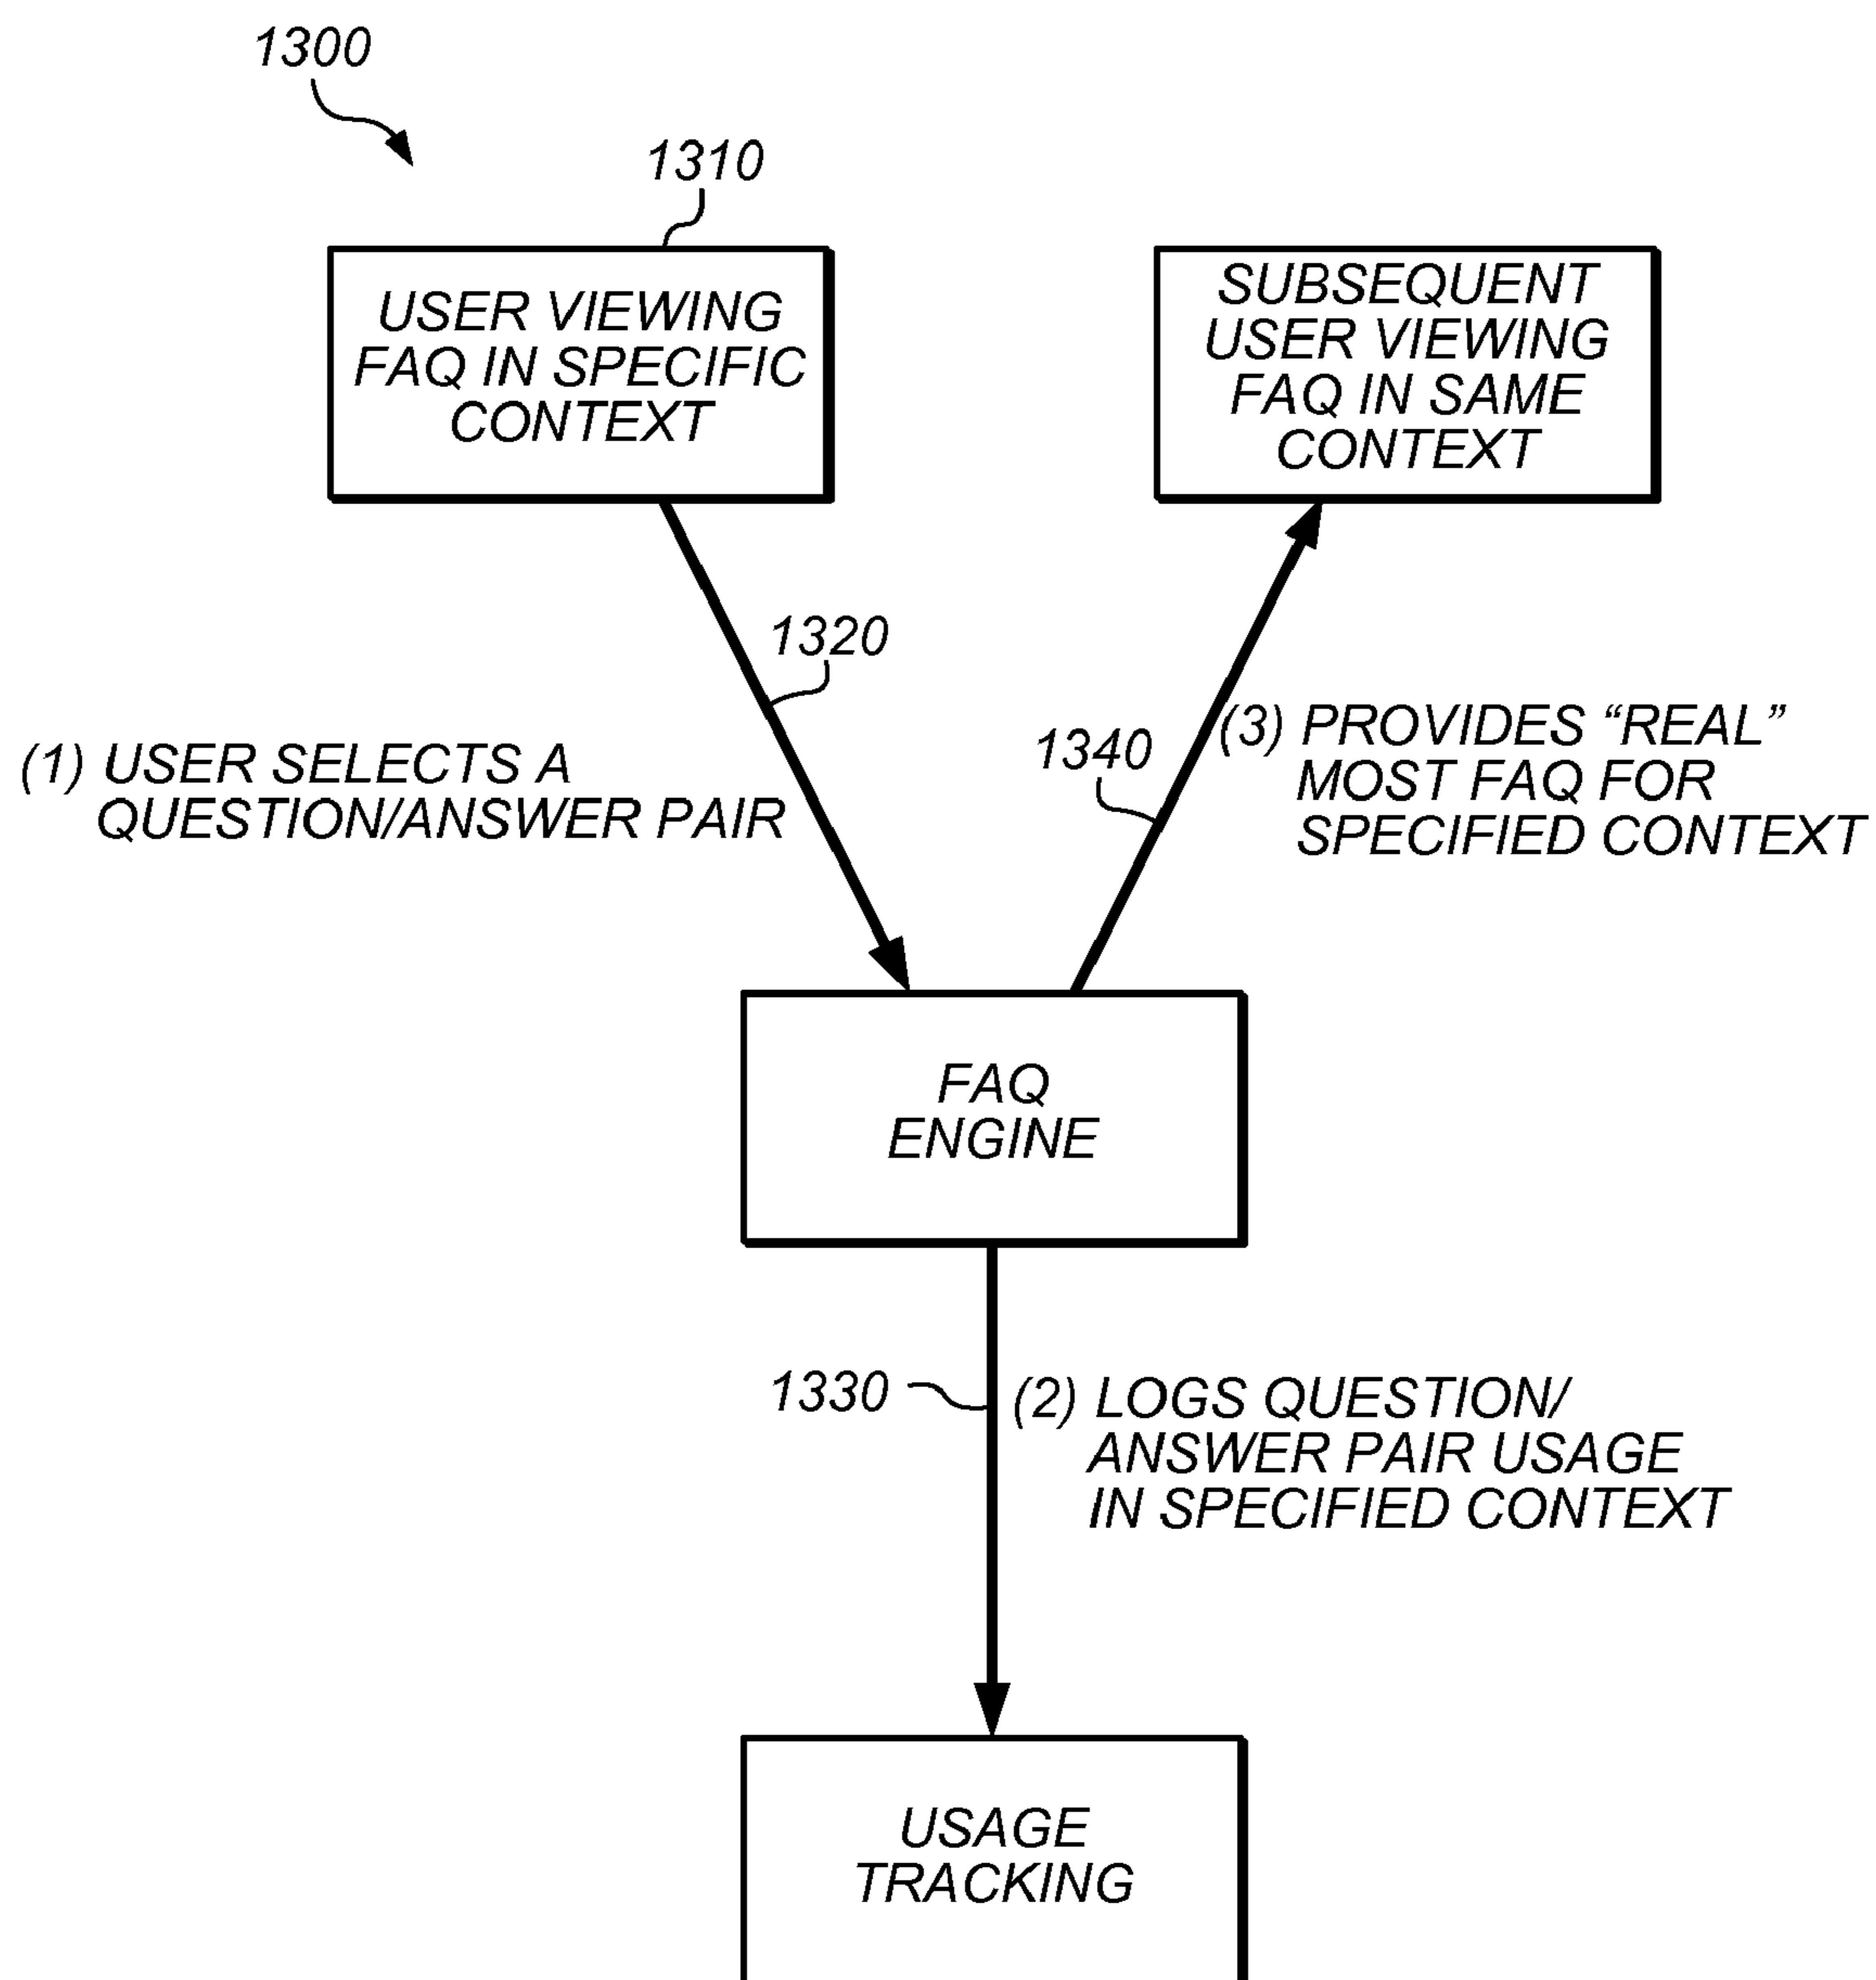 1300
1310
USER VIEWING
FAQ IN SPECIFIC
CONTEXT
SUBSEQUENT
USER VIEWING
FAQ IN SAME
CONTEXT
1320
(1) USER SELECTS A
QUESTION/ANSWER PAIR
1340
(3) PROVIDES “REAL”
MOST FAQ FOR
SPECIFIED CONTEXT
FAQ
ENGINE
1330
(2) LOGS QUESTION/
ANSWER PAIR USAGE
IN SPECIFIED CONTEXT
USAGE
TRACKING